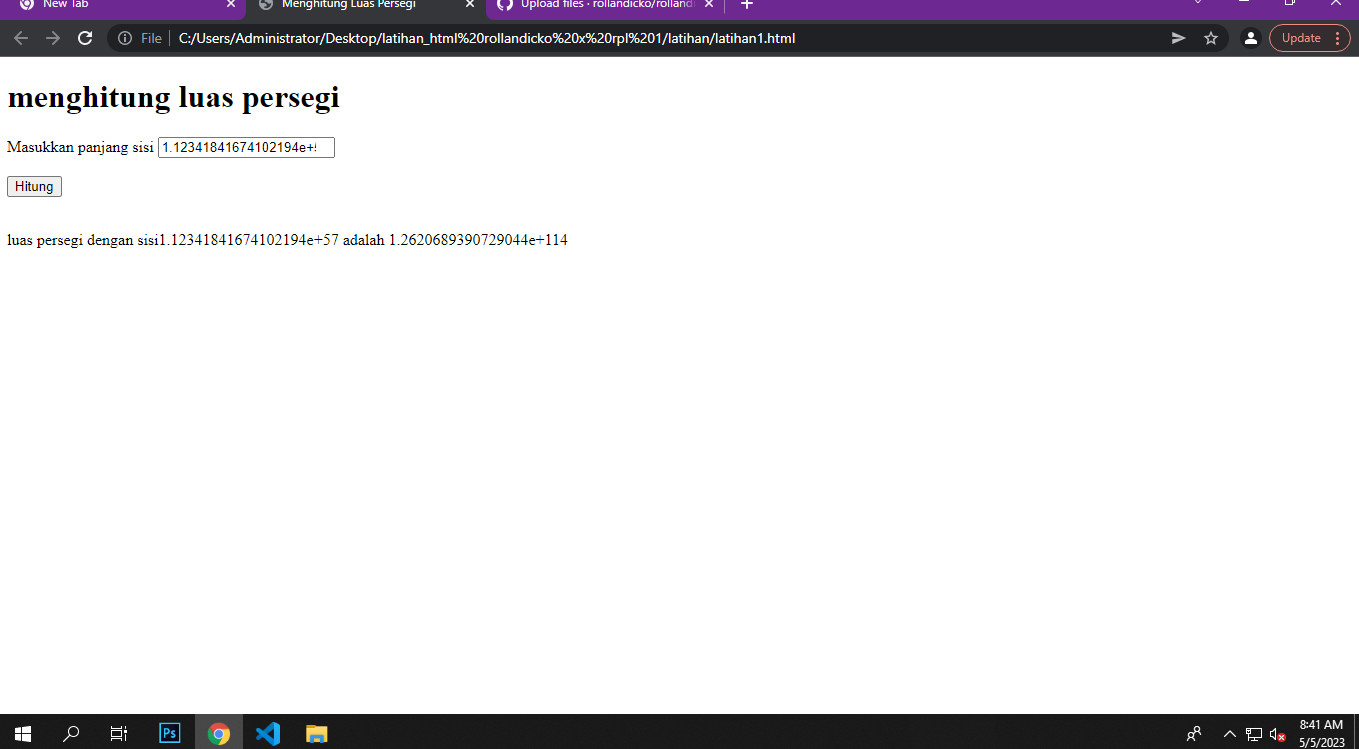 New Tab
Menghitung Luas Persegi
Upload files · rollandicko/rolland
File
C:/Users/Administrator/Desktop/latihan_html%20rollandicko%20x%20rpl%201/latihan/latihan1.html
Update
menghitung luas persegi
Masukkan panjang sisi 1.12341841674102194e+5
Hitung
luas persegi dengan sisi1.12341841674102194e+57 adalah 1.2620689390729044e+114
Ps
8:41 AM
5/5/2023